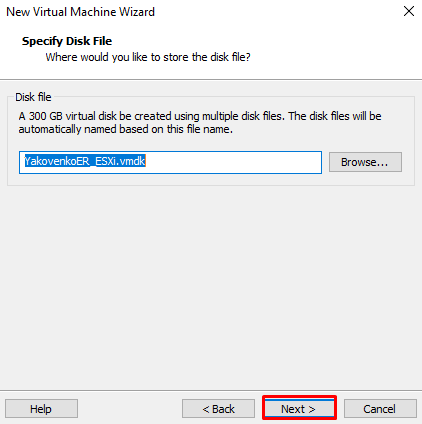 New Virtual Machine Wizard
Specify Disk File
Where would you like to store the disk file?
Disk file
A 300 GB virtual disk be created using multiple disk files. The disk files will be
automatically named based on this file name.
YakovenkoER_ESXi.vmdk
Browse...
Help
< Back
Next >
Cancel